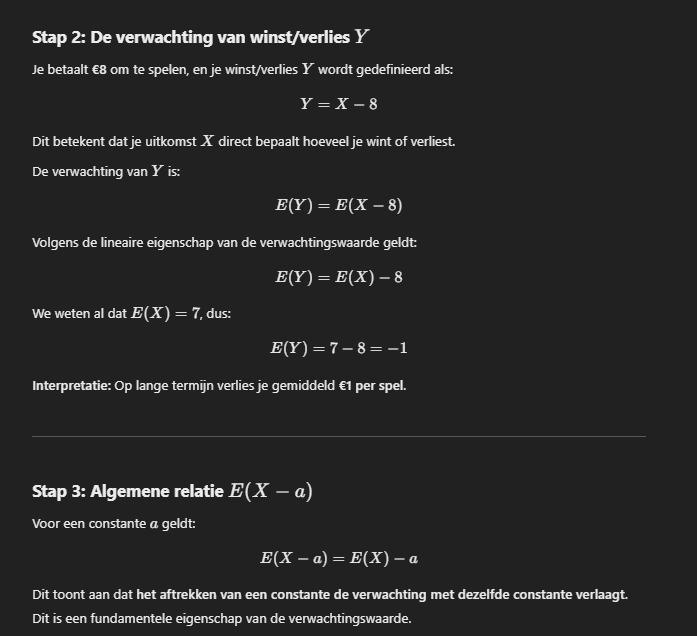 Stap 2: De verwachting van winst/verlies Y
Je betaalt €8 om te spelen, en je winst/verlies Y wordt gedefinieerd als:
Y = X − 8
Dit betekent dat je uitkomst X direct bepaalt hoeveel je wint of verliest.
De verwachting van Y is:
E(Y) = E(X − 8)
Volgens de lineaire eigenschap van de verwachtingswaarde geldt:
E(Y) = E(X) − 8
We weten al dat E(X) = 7, dus:
E(Y) = 7 − 8 = −1
Interpretatie: Op lange termijn verlies je gemiddeld €1 per spel.
Stap 3: Algemene relatie E(X − a)
Voor een constante a geldt:
E(X − a) = E(X) − a
Dit toont aan dat het aftrekken van een constante de verwachting met dezelfde constante verlaagt.
Dit is een fundamentele eigenschap van de verwachtingswaarde.